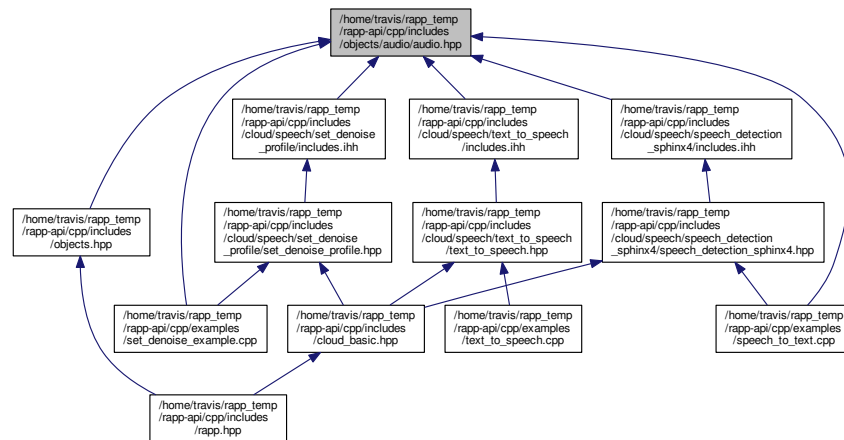 /home/travis/rapp_temp
/rapp-api/cpp/includes
/objects/audio/audio.hpp
/home/travis/rapp_temp
/rapp-api/cpp/includes
/cloud/speech/set_denoise
_profile/includes.ihh
/home/travis/rapp_temp
/rapp-api/cpp/includes
/cloud/speech/text_to_speech
/includes.ihh
/home/travis/rapp_temp
/rapp-api/cpp/includes
/cloud/speech/speech_detection
_sphinx4/includes.ihh
/home/travis/rapp_temp
/rapp-api/cpp/includes
/objects.hpp
/home/travis/rapp_temp
/rapp-api/cpp/includes
/cloud/speech/set_denoise
_profile/set_denoise_profile.hpp
/home/travis/rapp_temp
/rapp-api/cpp/includes
/cloud/speech/text_to_speech
/text_to_speech.hpp
/home/travis/rapp_temp
/rapp-api/cpp/includes
/cloud/speech/speech_detection
_sphinx4/speech_detection_sphinx4.hpp
/home/travis/rapp_temp
/rapp-api/cpp/examples
/set_denoise_example.cpp
/home/travis/rapp_temp
/rapp-api/cpp/includes
/cloud_basic.hpp
/home/travis/rapp_temp
/rapp-api/cpp/examples
/text_to_speech.cpp
/home/travis/rapp_temp
/rapp-api/cpp/examples
/speech_to_text.cpp
/home/travis/rapp_temp
/rapp-api/cpp/includes
/rapp.hpp